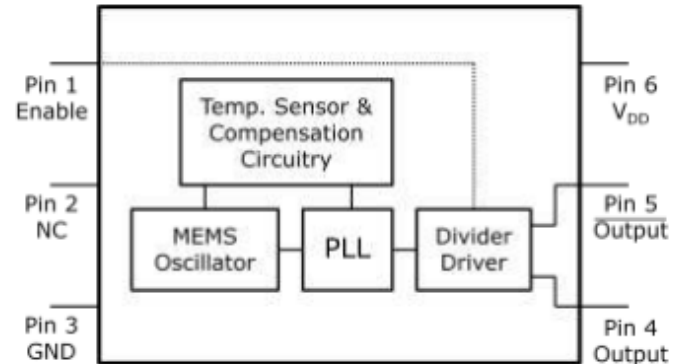 Pin 1
Enable
Pin 2
NC
Pin 3
GND
Temp. Sensor &
Compensation
Circuitry
MEMS
Oscillator
PLL
Divider
Driver
Pin 6
VDD
Pin 5
Output
Pin 4
Output